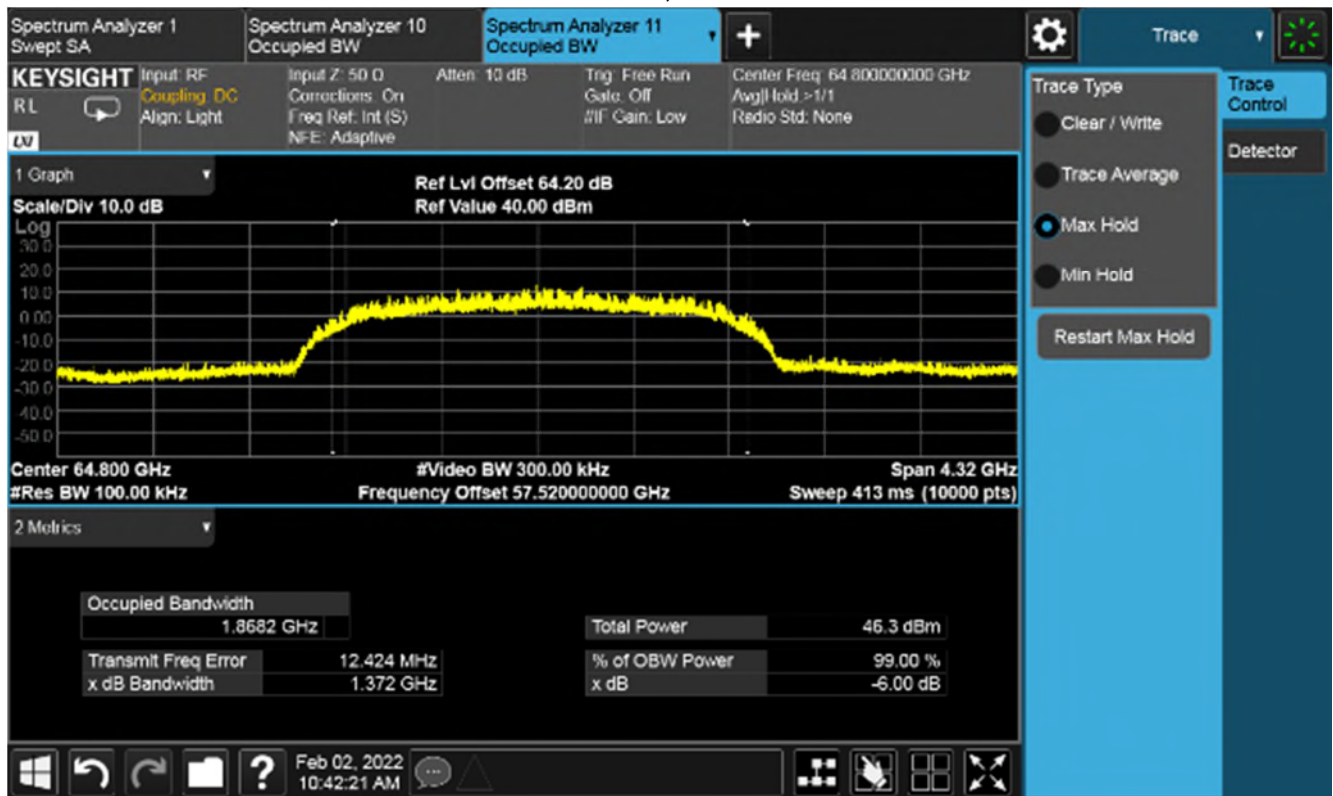 Spectrum Analyzer 1
Swept SA
Spectrum Analyzer 10
Occupied BW
Spectrum Analyzer 11
Occupied BW
Trace
KEYSIGHT
RL
LXI
Input: RF
Coupling: DC
Align: Light
Input Z: 50 Ω
Corrections: On
Freq Ref: Int (S)
NFE: Adaptive
Atten: 10 dB
Trig: Free Run
Gate: Off
#IF Gain: Low
Center Freq: 64.800000000 GHz
Avg|Hold:>1/1
Radio Std: None
Trace Type
Clear / Write
Trace Average
Max Hold
Min Hold
Restart Max Hold
Trace
Control
Detector
1 Graph
Scale/Div 10.0 dB
Ref Lvl Offset 64.20 dB
Ref Value 40.00 dBm
Log
30.0
20.0
10.0
0.00
-10.0
-20.0
-30.0
-40.0
-50.0
Center 64.800 GHz
#Video BW 300.00 kHz
Span 4.32 GHz
#Res BW 100.00 kHz
Frequency Offset 57.520000000 GHz
Sweep 413 ms (10000 pts)
2 Metrics
Occupied Bandwidth
1.8682 GHz
Total Power 46.3 dBm
Transmit Freq Error 12.424 MHz
% of OBW Power 99.00 %
x dB Bandwidth 1.372 GHz
x dB -6.00 dB
?
Feb 02, 2022
10:42:21 AM